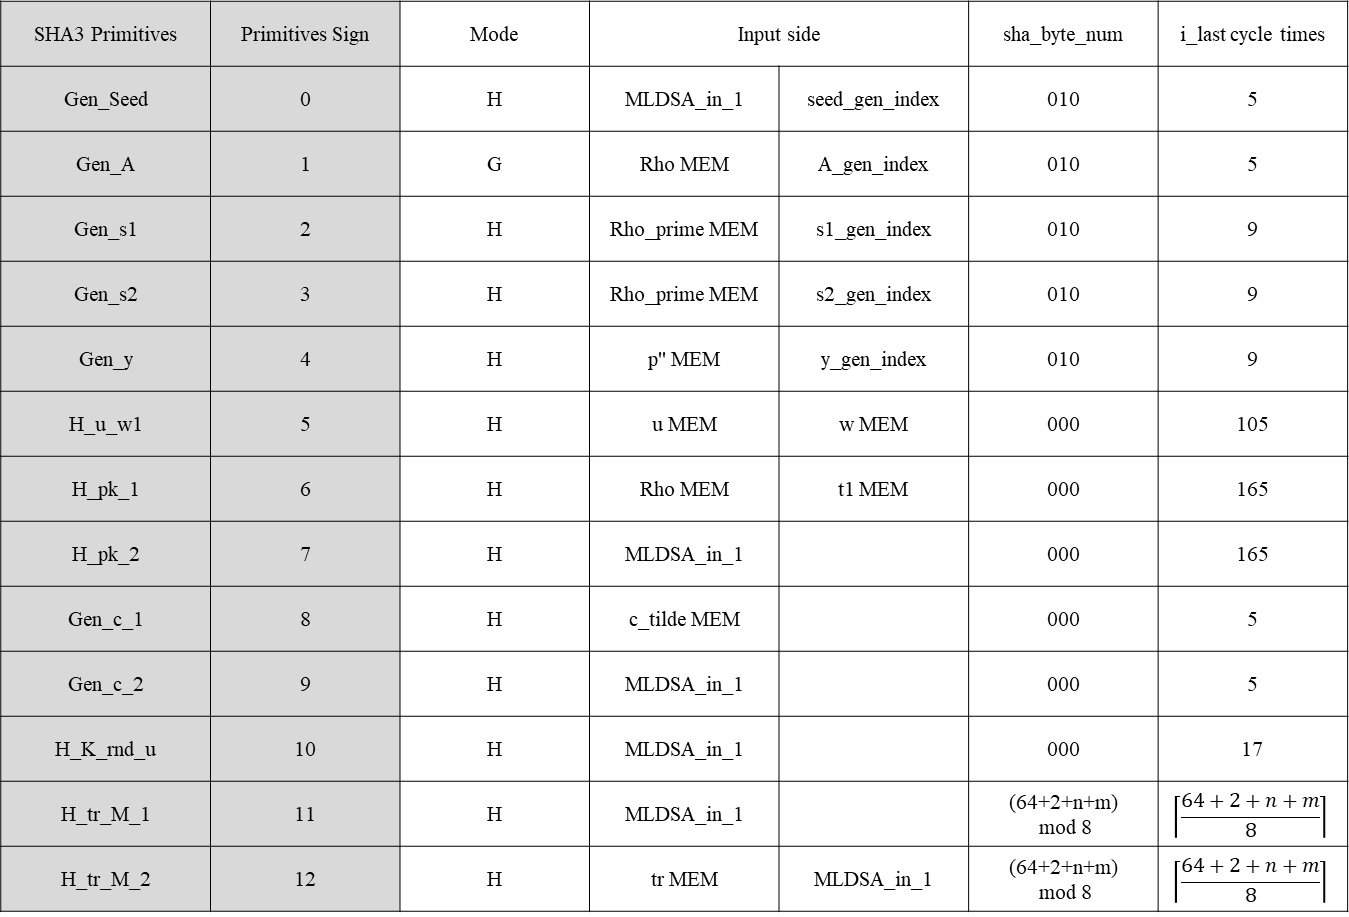 SHA3 Primitives Primitives Sign Mode Input side sha_byte_num i_last cycle times
Gen_Seed 0 H MLDSA_in_1 seed_gen_index 010 5
Gen_A 1 G Rho MEM A_gen_index 010 5
Gen_s1 2 H Rho_prime MEM s1_gen_index 010 9
Gen_s2 3 H Rho_prime MEM s2_gen_index 010 9
Gen_y 4 H p'' MEM y_gen_index 010 9
H_u_w1 5 H u MEM w MEM 000 105
H_pk_1 6 H Rho MEM t1 MEM 000 165
H_pk_2 7 H MLDSA_in_1 000 165
Gen_c_1 8 H c_tilde MEM 000 5
Gen_c_2 9 H MLDSA_in_1 000 5
H_K_rnd_u 10 H MLDSA_in_1 000 17
H_tr_M_1 11 H MLDSA_in_1 (64+2+n+m) mod 8 ⌈(64 + 2 + n + m)/8⌉
H_tr_M_2 12 H tr MEM MLDSA_in_1 (64+2+n+m) mod 8 ⌈(64 + 2 + n + m)/8⌉